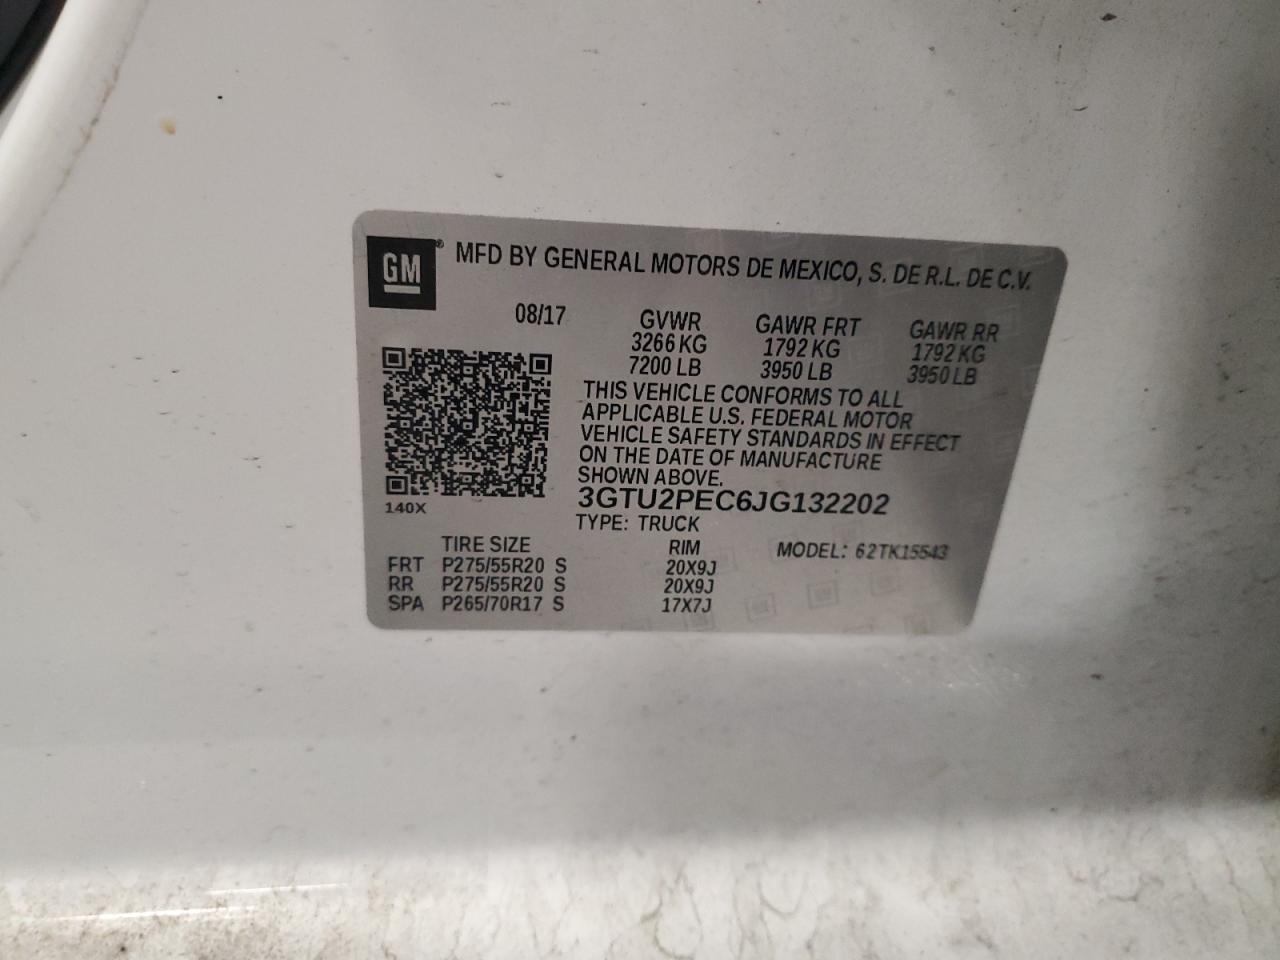 GM ®
MFD BY GENERAL MOTORS DE MEXICO, S. DE R.L. DE C.V.
08/17 GVWR GAWR FRT GAWR RR
3266 KG 1792 KG 1792 KG
7200 LB 3950 LB 3950 LB
THIS VEHICLE CONFORMS TO ALL
APPLICABLE U.S. FEDERAL MOTOR
VEHICLE SAFETY STANDARDS IN EFFECT
ON THE DATE OF MANUFACTURE
SHOWN ABOVE.
3GTU2PEC6JG132202
140X
TYPE: TRUCK
TIRE SIZE RIM MODEL: 62TK15543
FRT P275/55R20 S 20X9J
RR P275/55R20 S 20X9J
SPA P265/70R17 S 17X7J